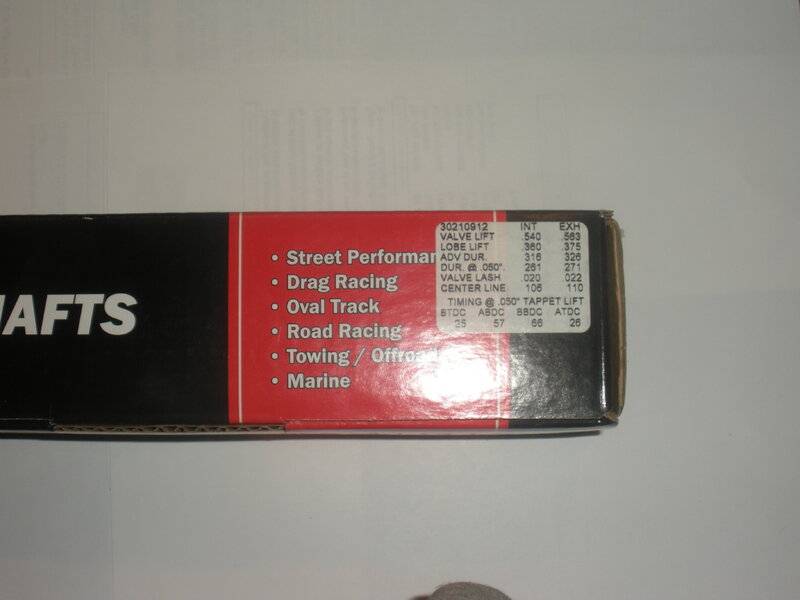 HAFTS
• Street Performan
• Drag Racing
• Oval Track
• Road Racing
• Towing / Offroad
• Marine
30210912 INT EXH
VALVE LIFT .540 .563
LOBE LIFT .360 .375
ADV DUR. 316 326
DUR. @ .050". 261 271
VALVE LASH .020 .022
CENTER LINE 106 110
TIMING @ .050" TAPPET LIFT
BTDC ABDC BBDC ATDC
25 57 66 26